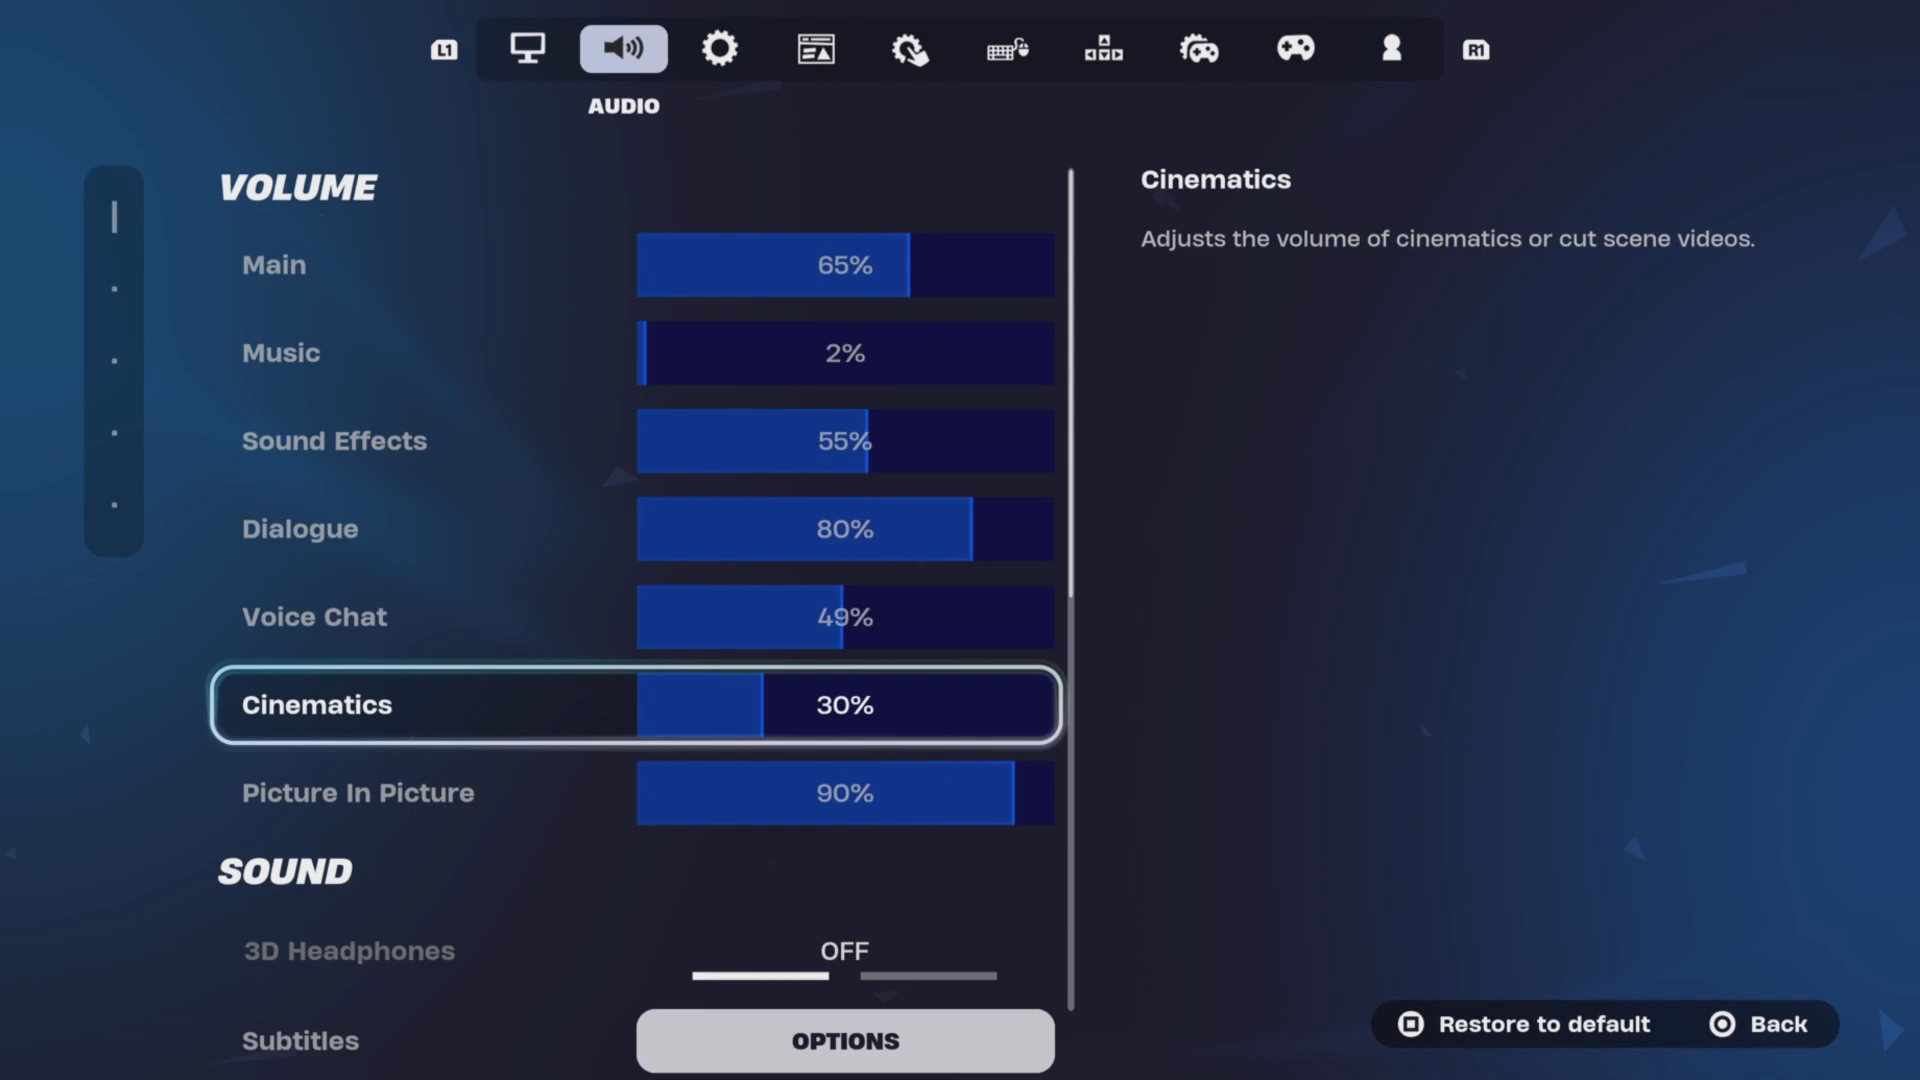 L1
R1
AUDIO
VOLUME
Main 65%
Music 2%
Sound Effects 55%
Dialogue 80%
Voice Chat 49%
Cinematics 30%
Picture In Picture 90%
SOUND
3D Headphones OFF
Subtitles OPTIONS
Cinematics
Adjusts the volume of cinematics or cut scene videos.
Restore to default Back